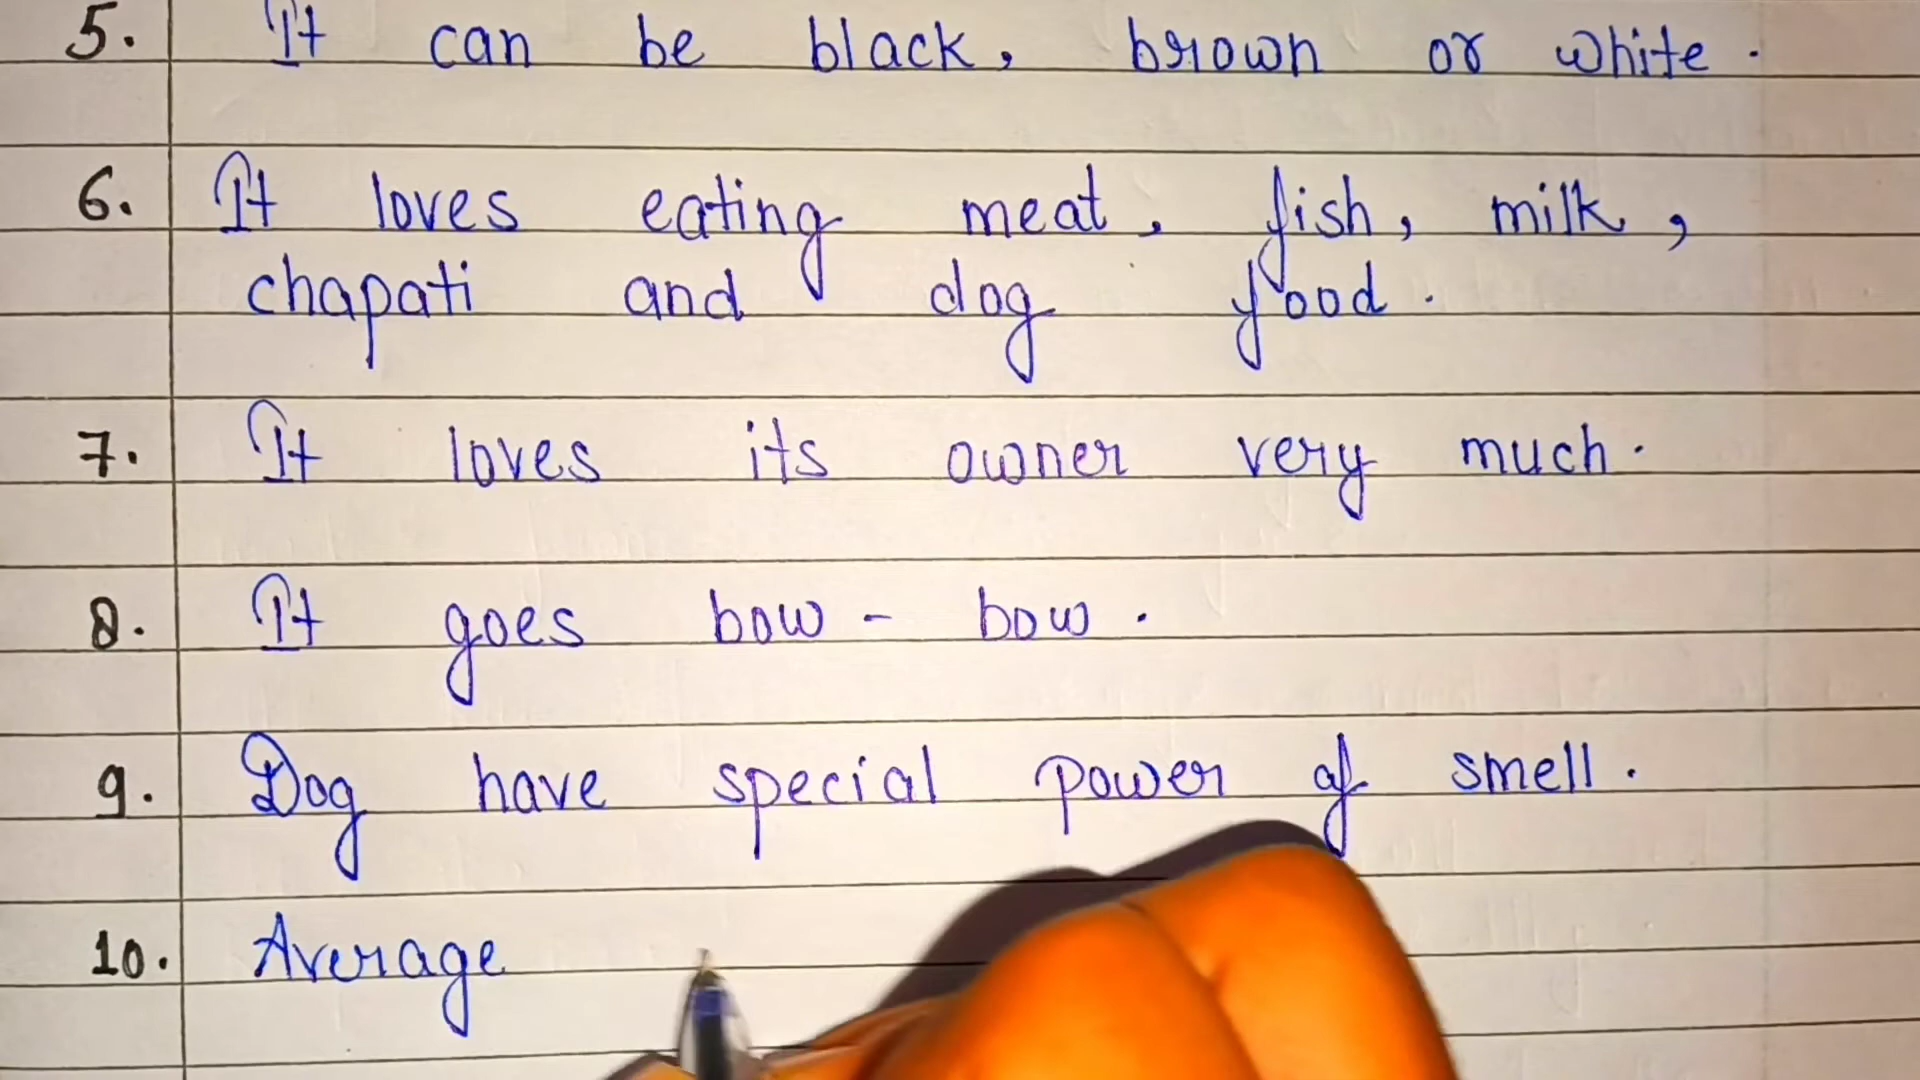 5. It can be black, brown or white.
6. It loves eating meat, fish, milk,
chapati and dog food.
7. It loves its owner very much.
8. It goes bow - bow.
9. Dog have special power of smell.
10. Average